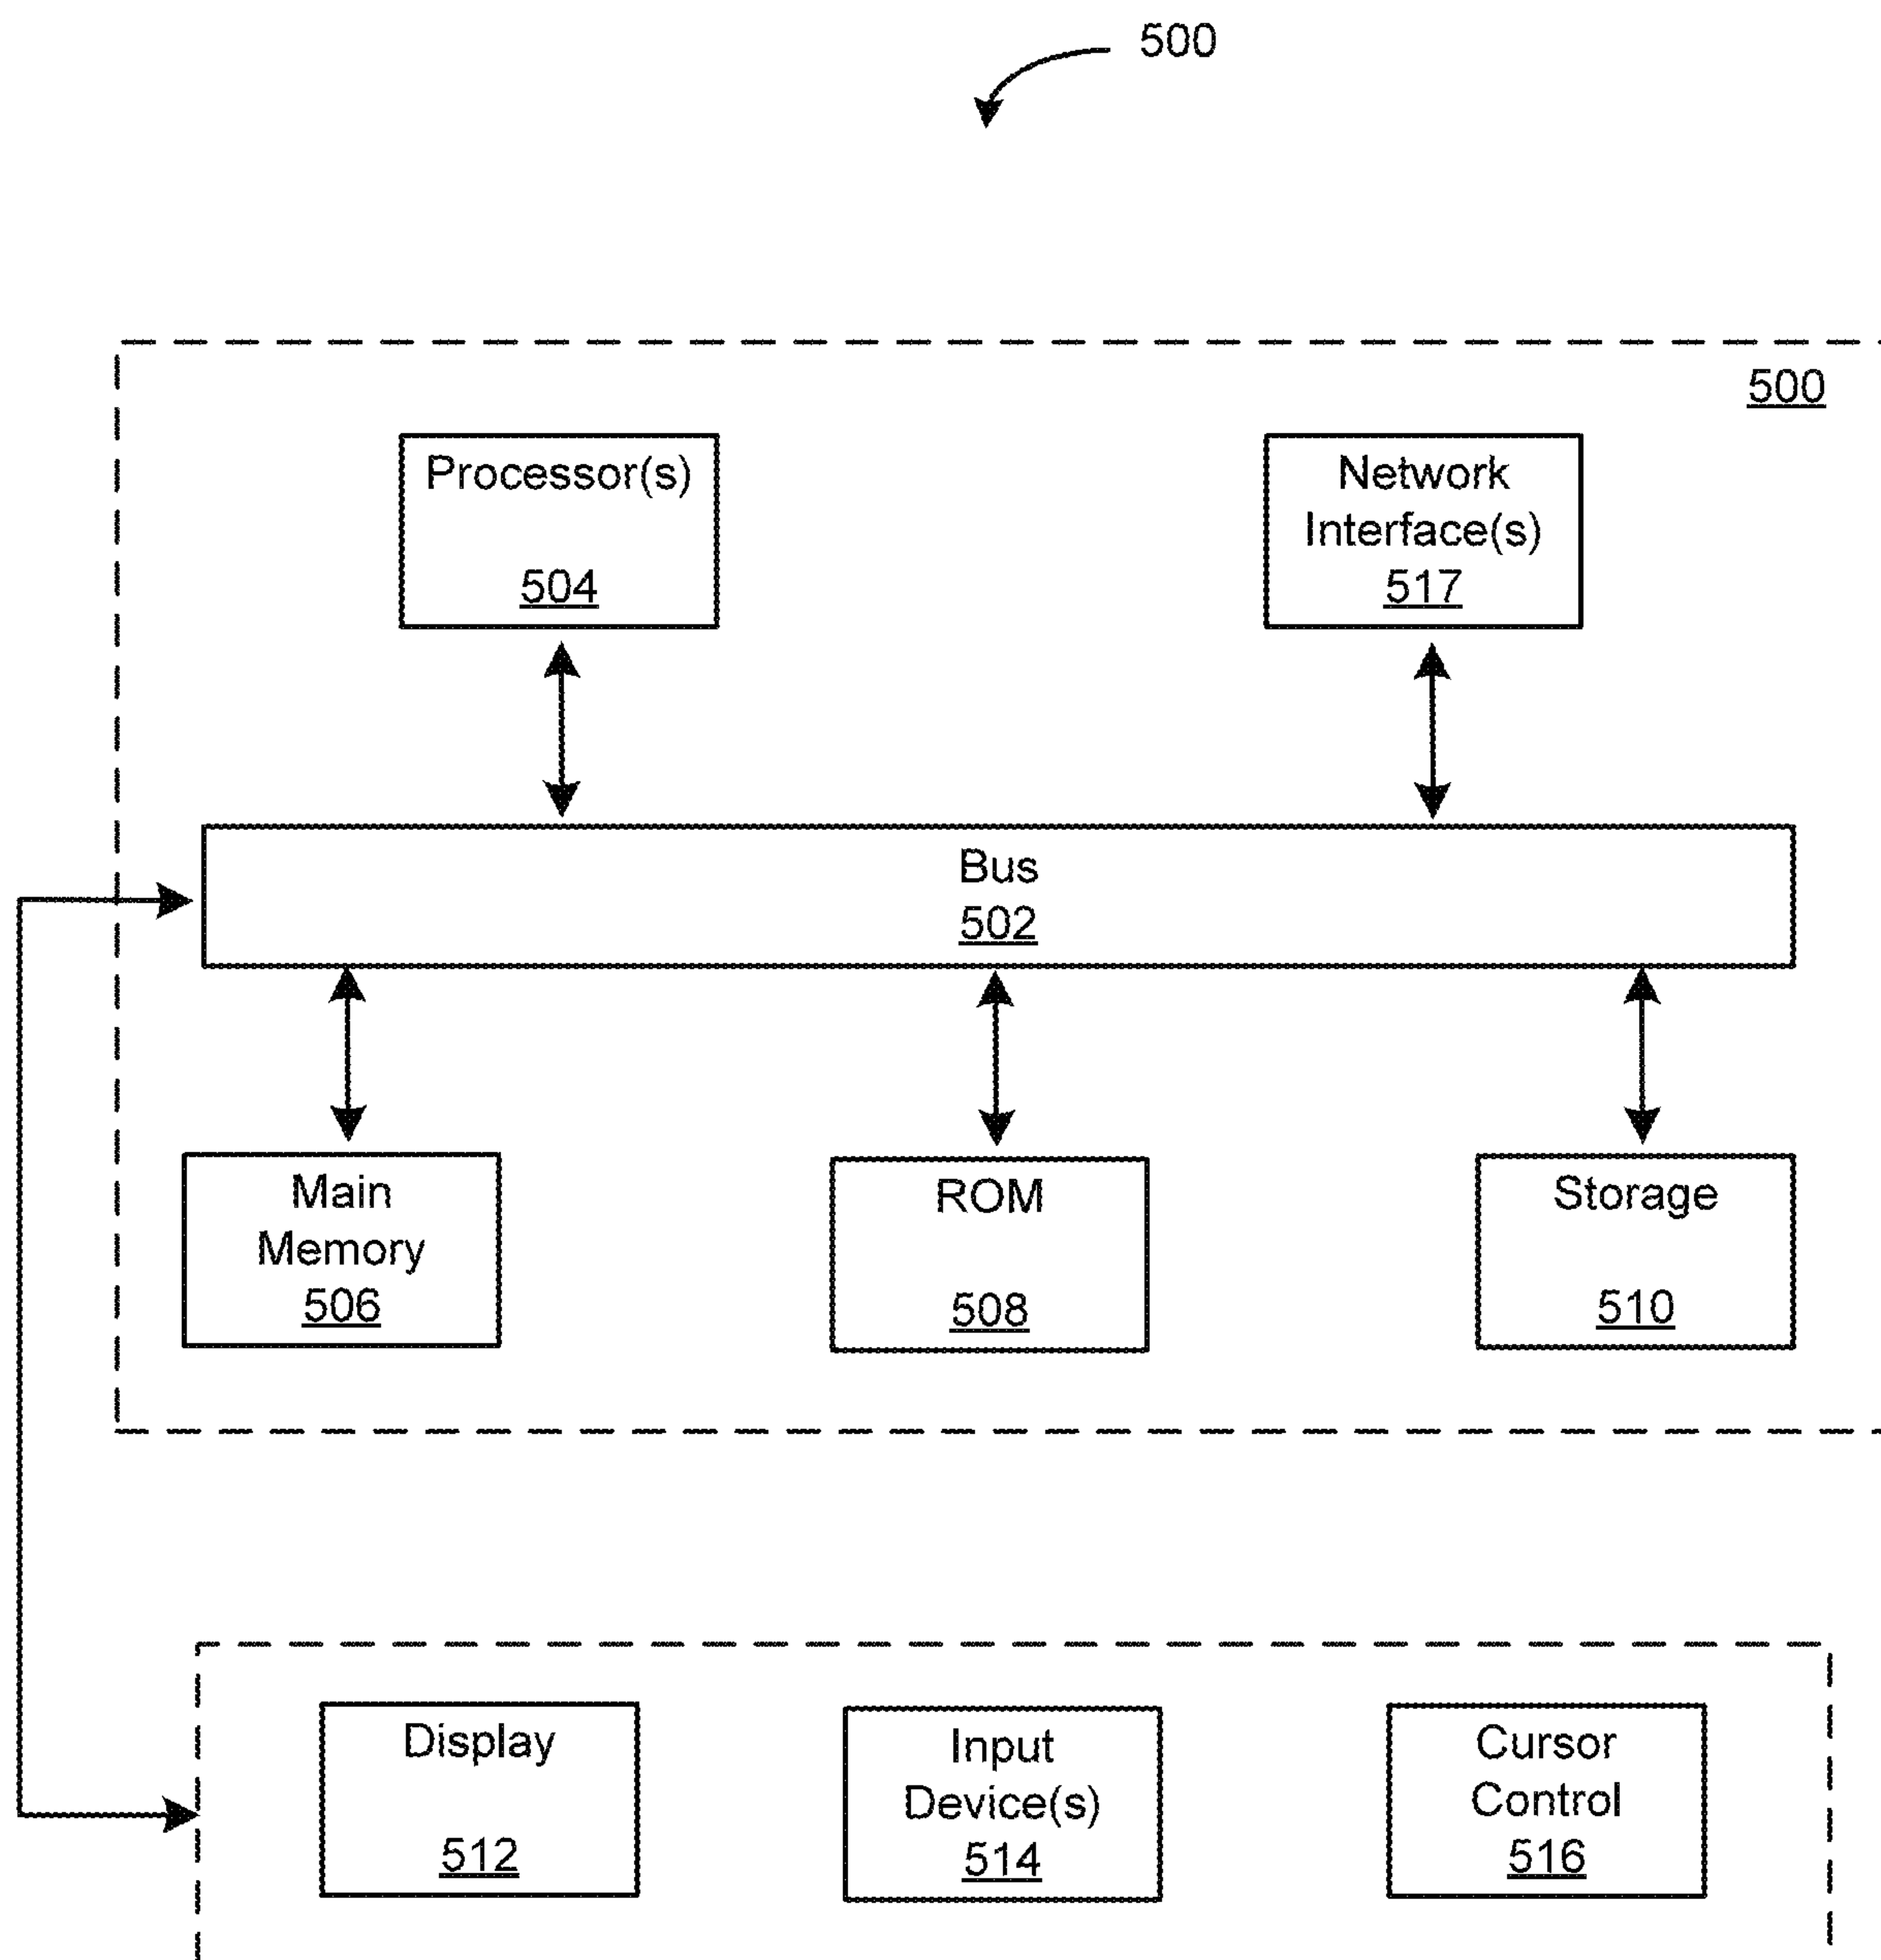 500
500
Processor(s)
504
Network
Interface(s)
517
Bus
502
Main
Memory
506
ROM
508
Storage
510
Display
512
Input
Device(s)
514
Cursor
Control
516